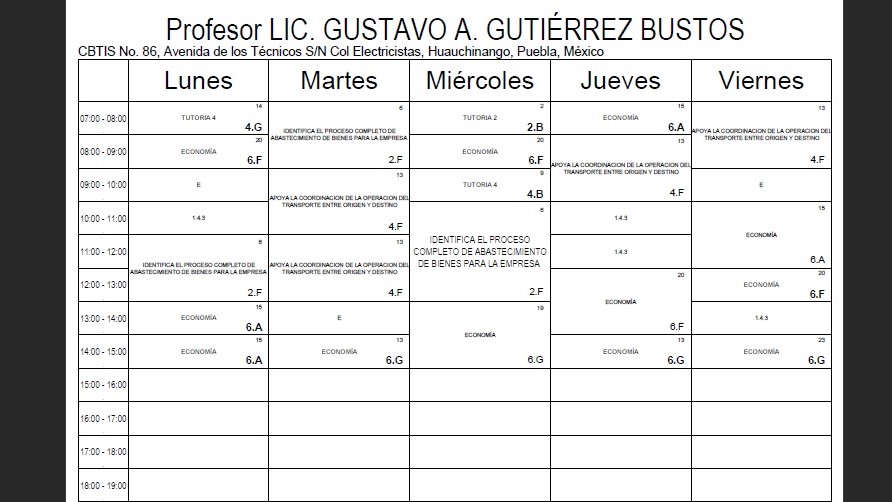 Profesor LIC. GUSTAVO A. GUTIÉRREZ BUSTOS
CBTIS No. 86, Avenida de los Técnicos S/N Col Electricistas, Huauchinango, Puebla, México
Lunes Martes Miércoles Jueves Viernes
07:00 - 08:00
14
TUTORIA 4
4.G
6
IDENTIFICA EL PROCESO COMPLETO DE
ABASTECIMIENTO DE BIENES PARA LA EMPRESA
2.F
2
TUTORIA 2
2.B
15
ECONOMÍA
6.A
13
APOYA LA COORDINACION DE LA OPERACION DEL
TRANSPORTE ENTRE ORIGEN Y DESTINO
4.F
08:00 - 09:00
20
ECONOMÍA
6.F
20
ECONOMÍA
6.F
13
APOYA LA COORDINACION DE LA OPERACION DEL
TRANSPORTE ENTRE ORIGEN Y DESTINO
4.F
09:00 - 10:00
E
13
APOYA LA COORDINACION DE LA OPERACION DEL
TRANSPORTE ENTRE ORIGEN Y DESTINO
4.F
9
TUTORIA 4
4.B
E
10:00 - 11:00
1.4.3
6
IDENTIFICA EL PROCESO
COMPLETO DE ABASTECIMIENTO
DE BIENES PARA LA EMPRESA
2.F
1.4.3
15
ECONOMÍA
6.A
11:00 - 12:00
6
IDENTIFICA EL PROCESO COMPLETO DE
ABASTECIMIENTO DE BIENES PARA LA EMPRESA
2.F
13
APOYA LA COORDINACION DE LA OPERACION DEL
TRANSPORTE ENTRE ORIGEN Y DESTINO
4.F
1.4.3
12:00 - 13:00
20
ECONOMÍA
6.F
20
ECONOMÍA
6.F
13:00 - 14:00
15
ECONOMÍA
6.A
E
19
ECONOMÍA
6.G
1.4.3
14:00 - 15:00
15
ECONOMÍA
6.A
13
ECONOMÍA
6.G
13
ECONOMÍA
6.G
23
ECONOMÍA
6.G
15:00 - 16:00
16:00 - 17:00
17:00 - 18:00
18:00 - 19:00